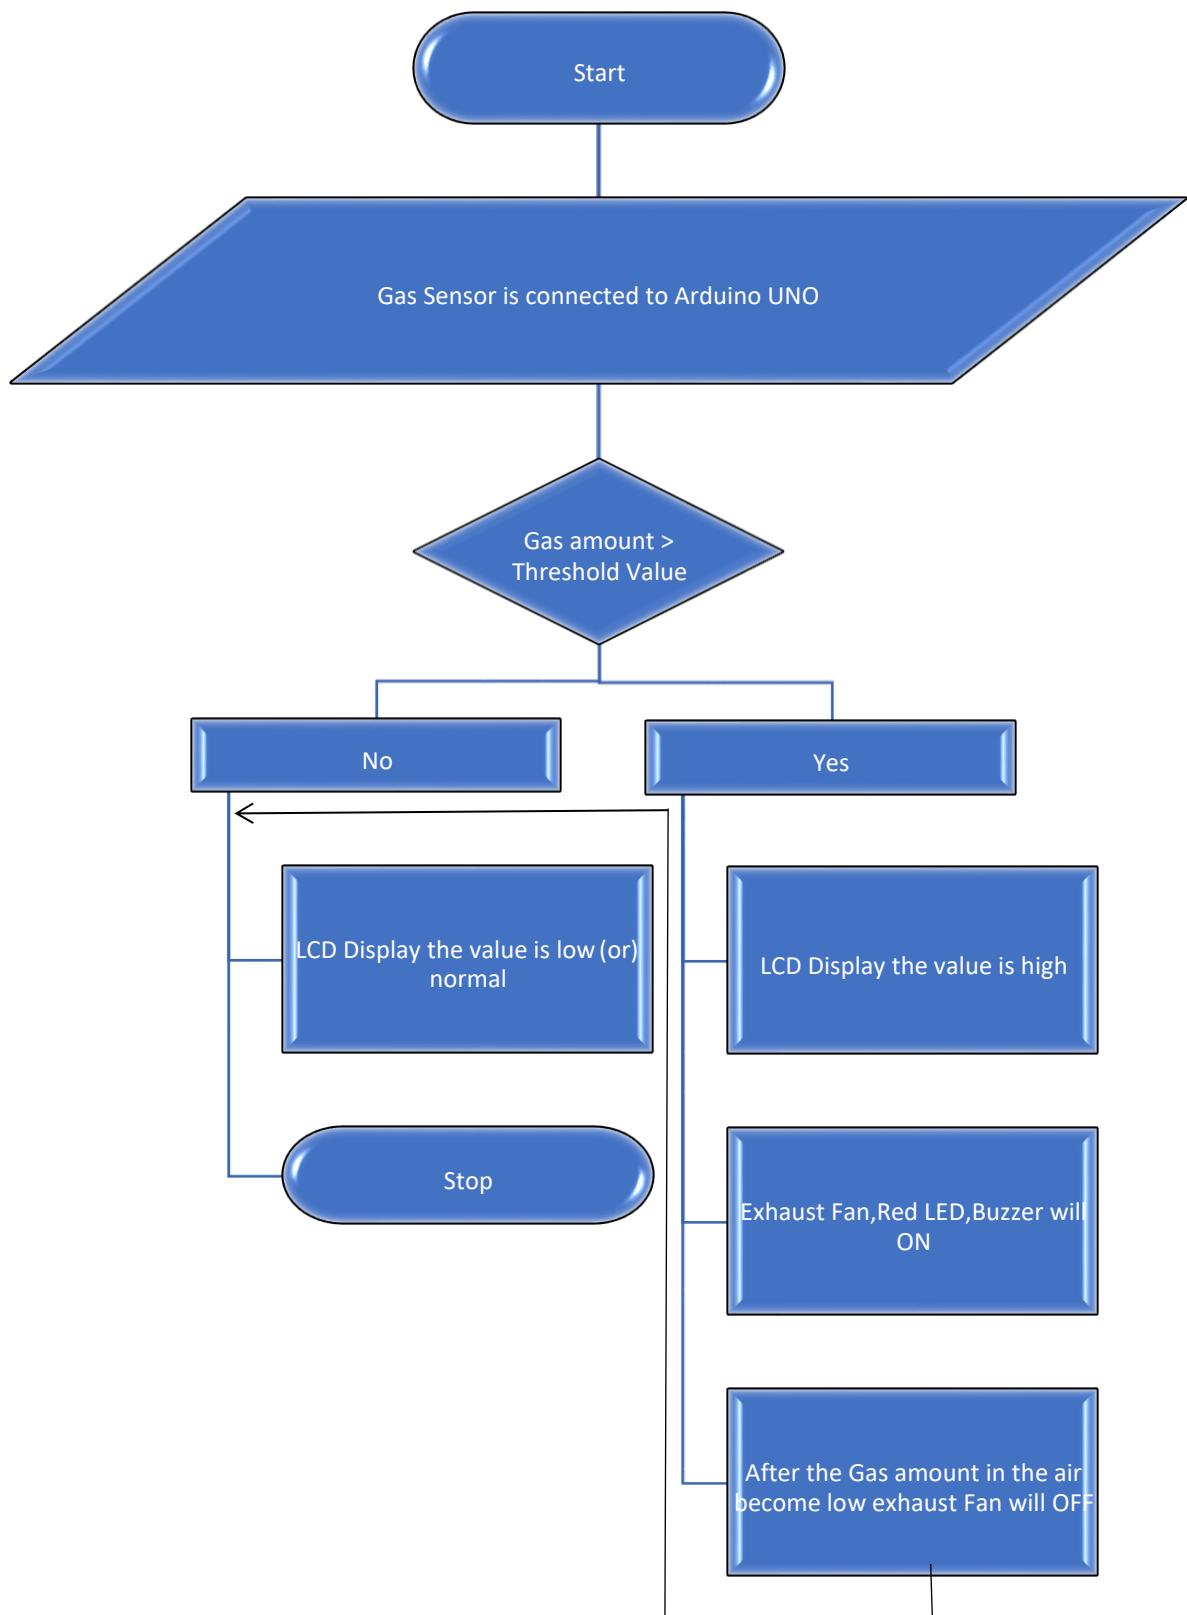 Start
Gas Sensor is connected to Arduino UNO
Gas amount >
Threshold Value
No
Yes
LCD Display the value is low (or)
normal
LCD Display the value is high
Stop
Exhaust Fan,Red LED,Buzzer will
ON
After the Gas amount in the air
become low exhaust Fan will OFF